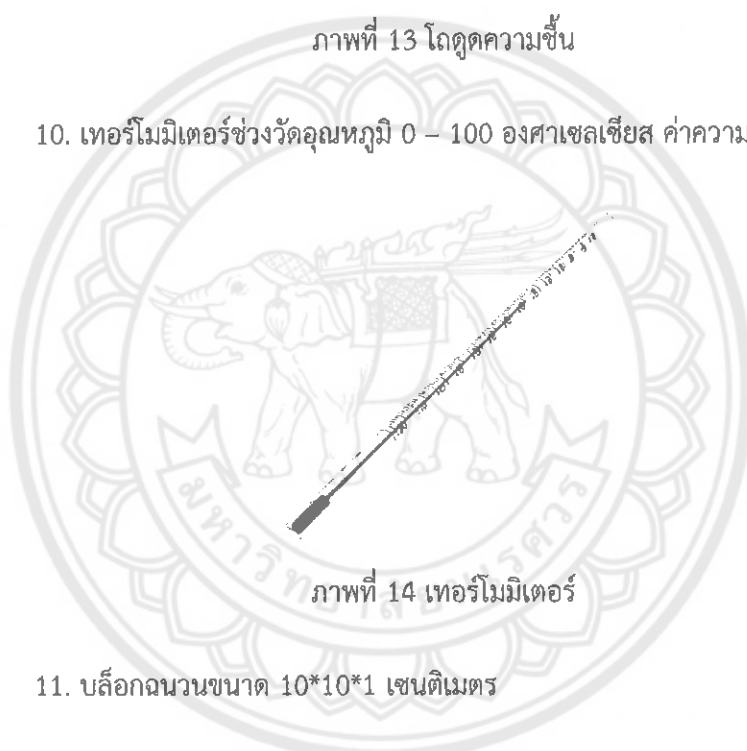 ภาพที่ 13 โถดูดความชื้น
10. เทอร์โมมิเตอร์ช่วงวัดอุณหภูมิ 0 – 100 องศาเซลเซียส ค่าความ
ภาพที่ 14 เทอร์โมมิเตอร์
11. บล็อกฉนวนขนาด 10*10*1 เซนติเมตร